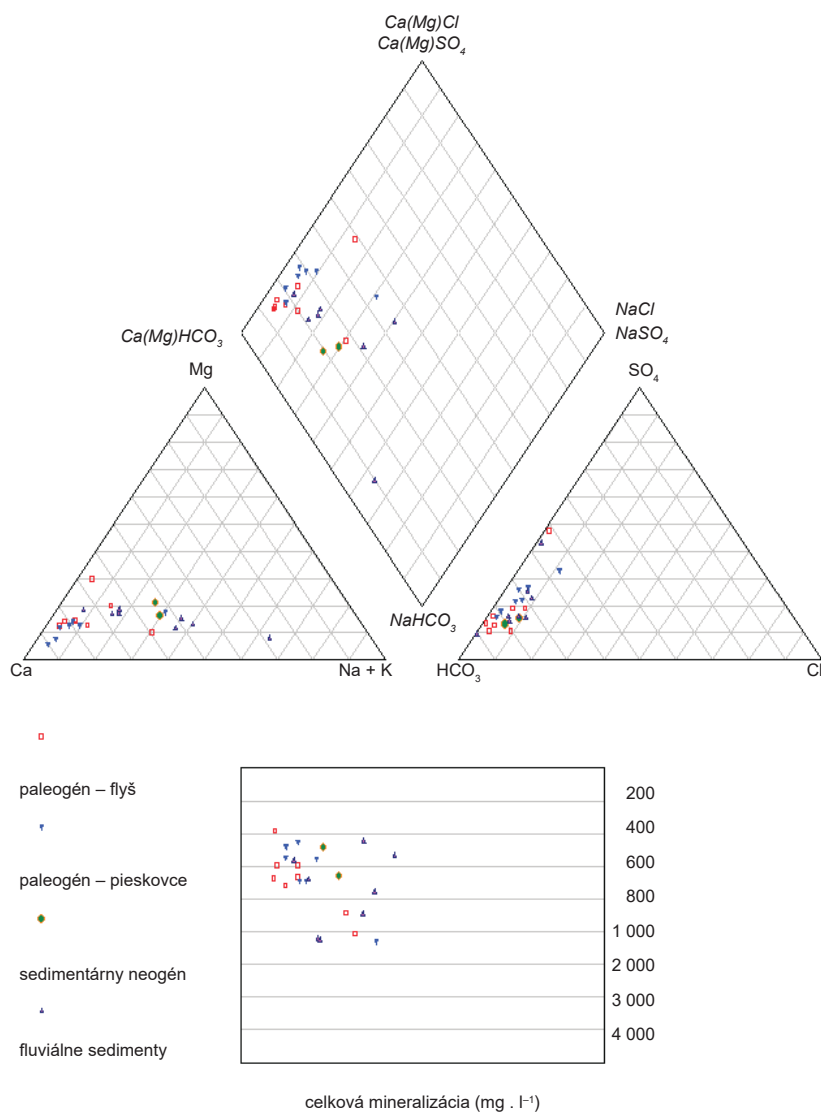 Ca(Mg)Cl
Ca(Mg)SO₄
Ca(Mg)HCO₃
NaCl
NaSO₄
Mg
SO₄
NaHCO₃
Ca
Na + K
HCO₃
Cl
paleogén – flyš
paleogén – pieskovce
sedimentárny neogén
fluviálne sedimenty
200
400
600
800
1 000
2 000
3 000
4 000
celková mineralizácia (mg . l⁻¹)